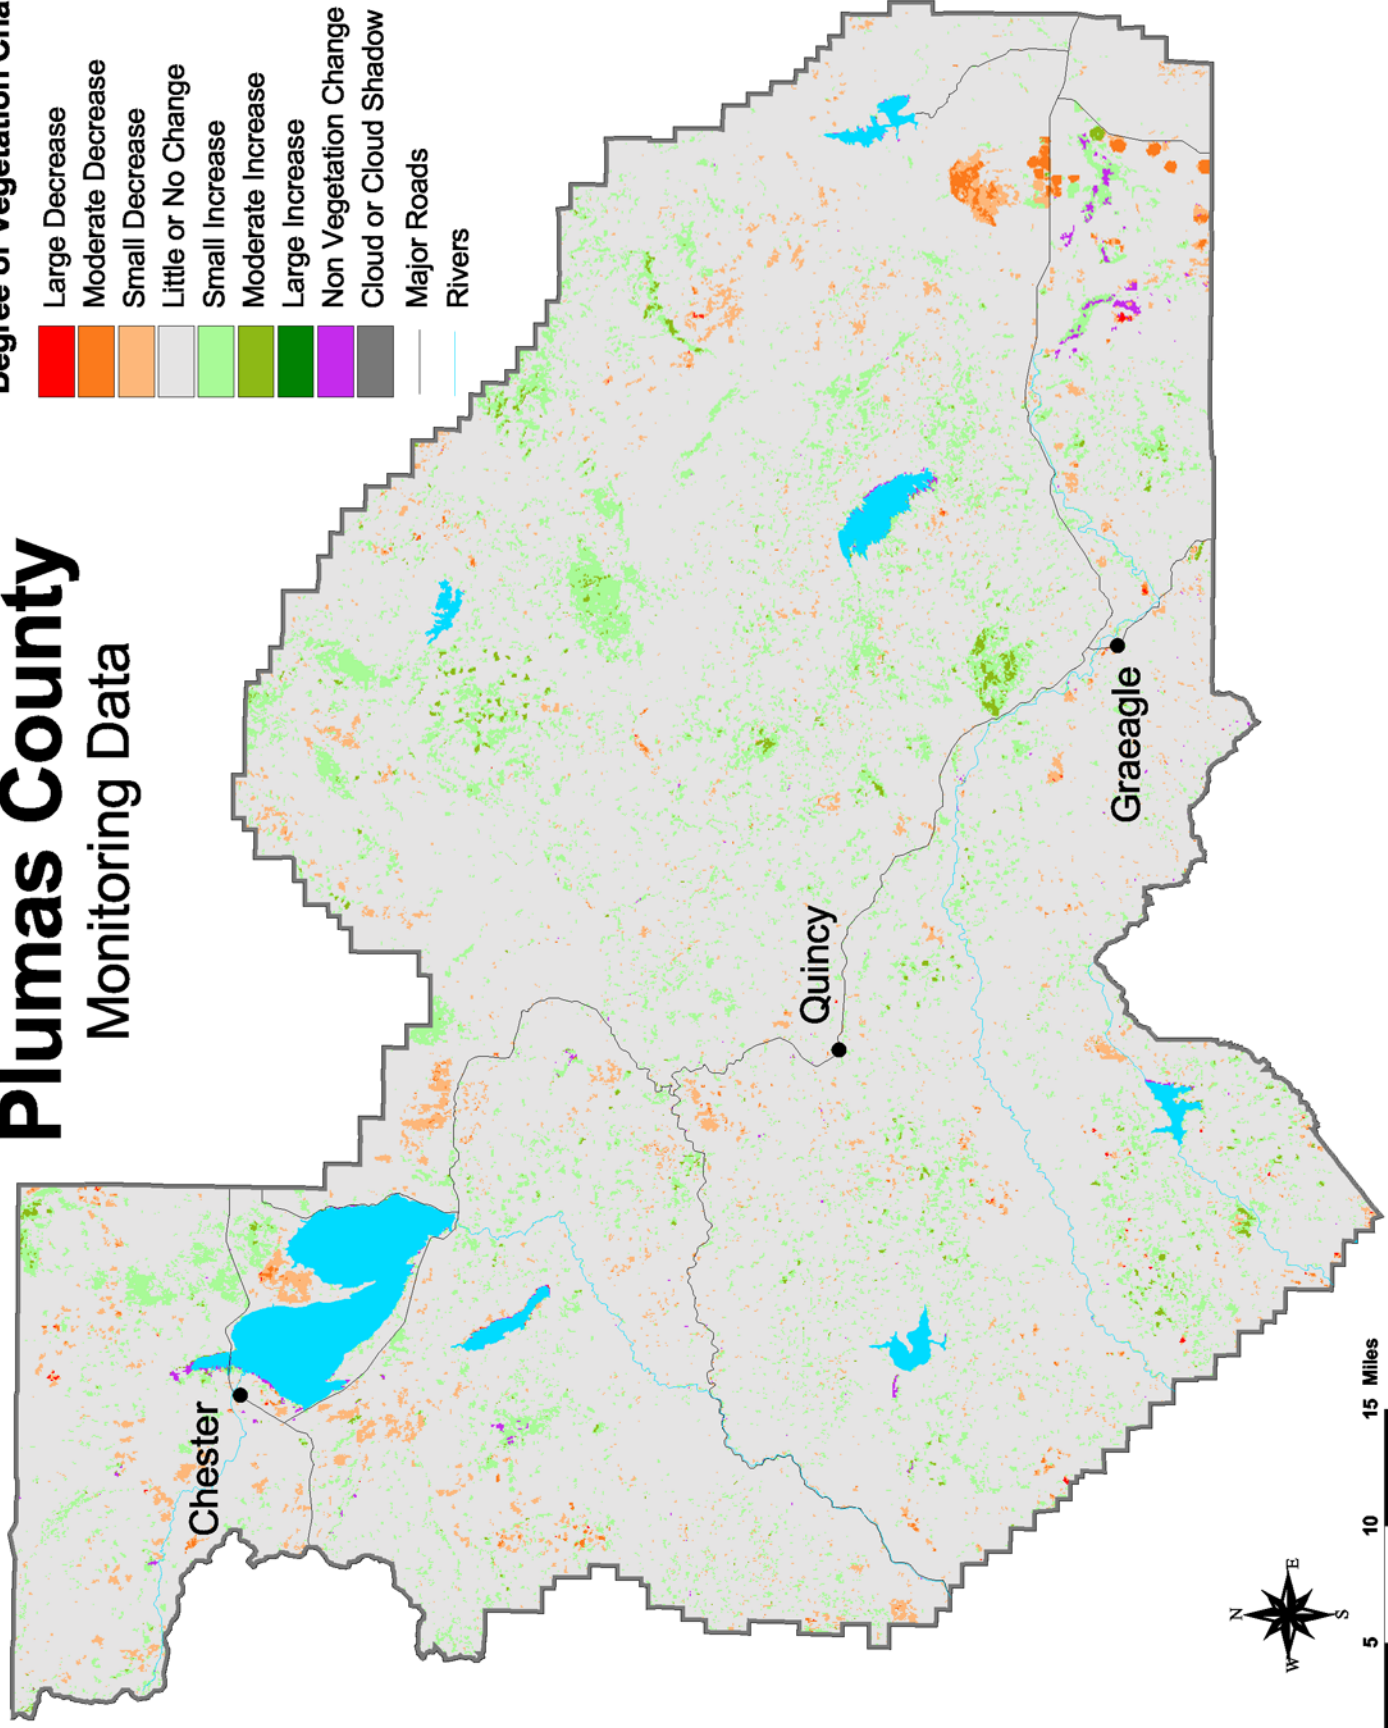 Plumas County
Monitoring Data
Large Decrease
Moderate Decrease
Small Decrease
Little or No Change
Small Increase
Moderate Increase
Large Increase
Non Vegetation Change
Cloud or Cloud Shadow
Major Roads
Rivers
Chester
Quincy
Graeagle
N
W
E
S
5
10
15 Miles